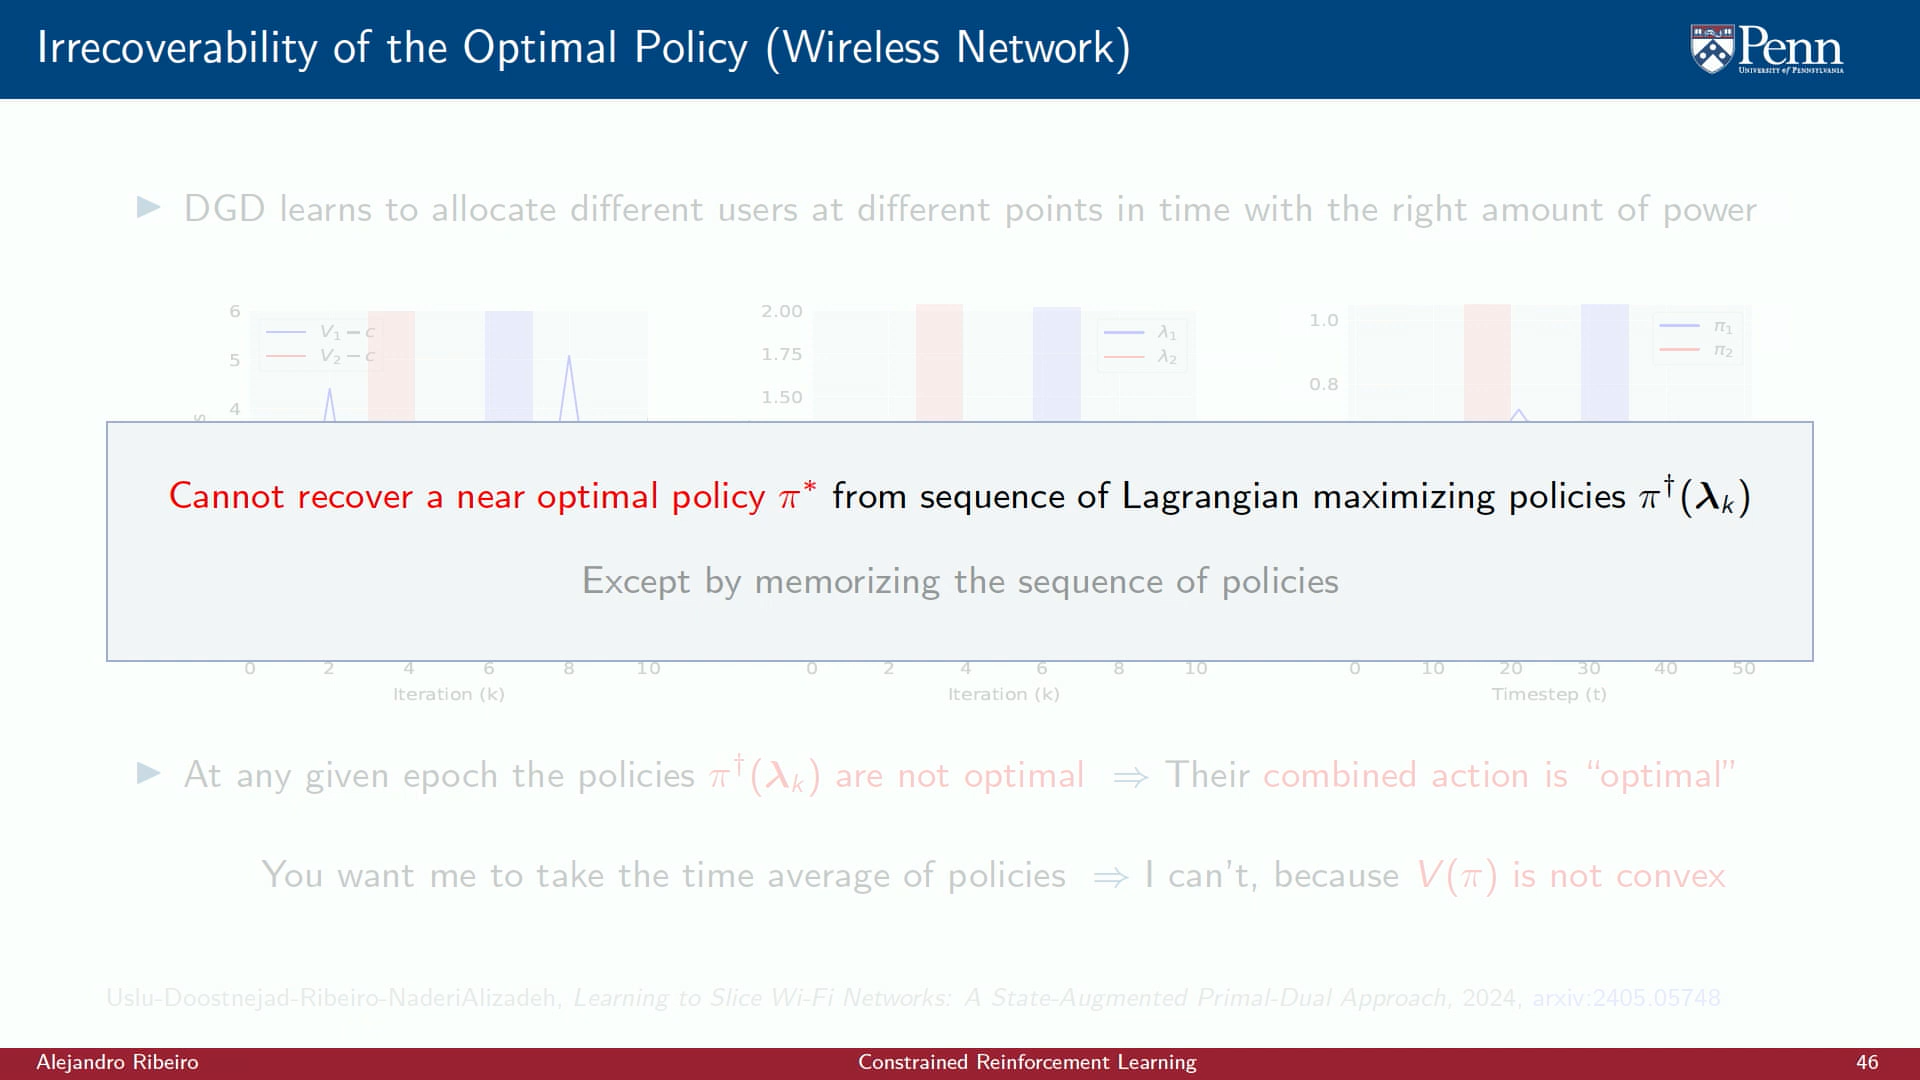 Irrecoverability of the Optimal Policy (Wireless Network)
Penn
University of Pennsylvania
▶ DGD learns to allocate different users at different points in time with the right amount of power
6
5
4
V₁ − c
V₂ − c
2.00
1.75
1.50
λ₁
λ₂
1.0
0.8
π₁
π₂
Cannot recover a near optimal policy π* from sequence of Lagrangian maximizing policies π†(λₖ)
Except by memorizing the sequence of policies
0 2 4 6 8 10
Iteration (k)
0 2 4 6 8 10
Iteration (k)
0 10 20 30 40 50
Timestep (t)
▶ At any given epoch the policies π†(λₖ) are not optimal ⇒ Their combined action is “optimal”
You want me to take the time average of policies ⇒ I can't, because V(π) is not convex
Uslu-Doostnejad-Ribeiro-NaderiAlizadeh, Learning to Slice Wi-Fi Networks: A State-Augmented Primal-Dual Approach, 2024, arxiv:2405.05748
Alejandro Ribeiro
Constrained Reinforcement Learning
46